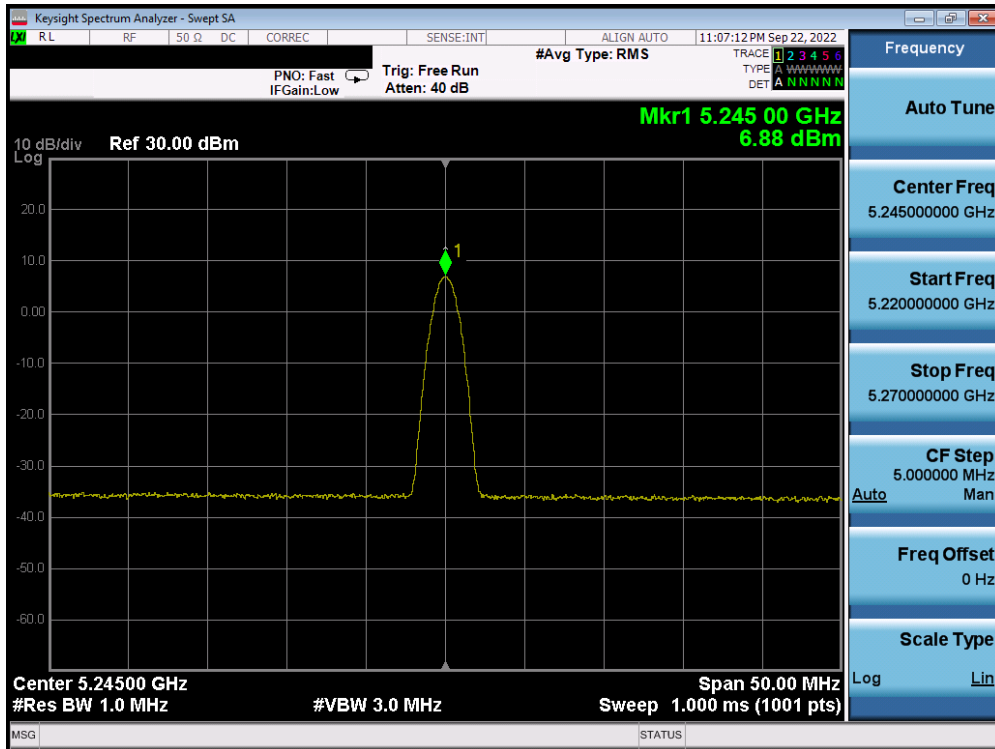 Keysight Spectrum Analyzer - Swept SA
LXI RL RF 50 Ω DC CORREC SENSE:INT ALIGN AUTO 11:07:12 PM Sep 22, 2022
Frequency
#Avg Type: RMS
TRACE 1 2 3 4 5 6
PNO: Fast Trig: Free Run
TYPE A WWWWW
IFGain:Low Atten: 40 dB
DET A N N N N N
Auto Tune
Mkr1 5.245 00 GHz
6.88 dBm
10 dB/div Ref 30.00 dBm
Log
20.0
10.0
0.00
-10.0
-20.0
-30.0
-40.0
-50.0
-60.0
1
Center Freq
5.245000000 GHz
Start Freq
5.220000000 GHz
Stop Freq
5.270000000 GHz
CF Step
5.000000 MHz
Auto Man
Freq Offset
0 Hz
Scale Type
Log Lin
Center 5.24500 GHz Span 50.00 MHz
#Res BW 1.0 MHz #VBW 3.0 MHz Sweep 1.000 ms (1001 pts)
MSG STATUS